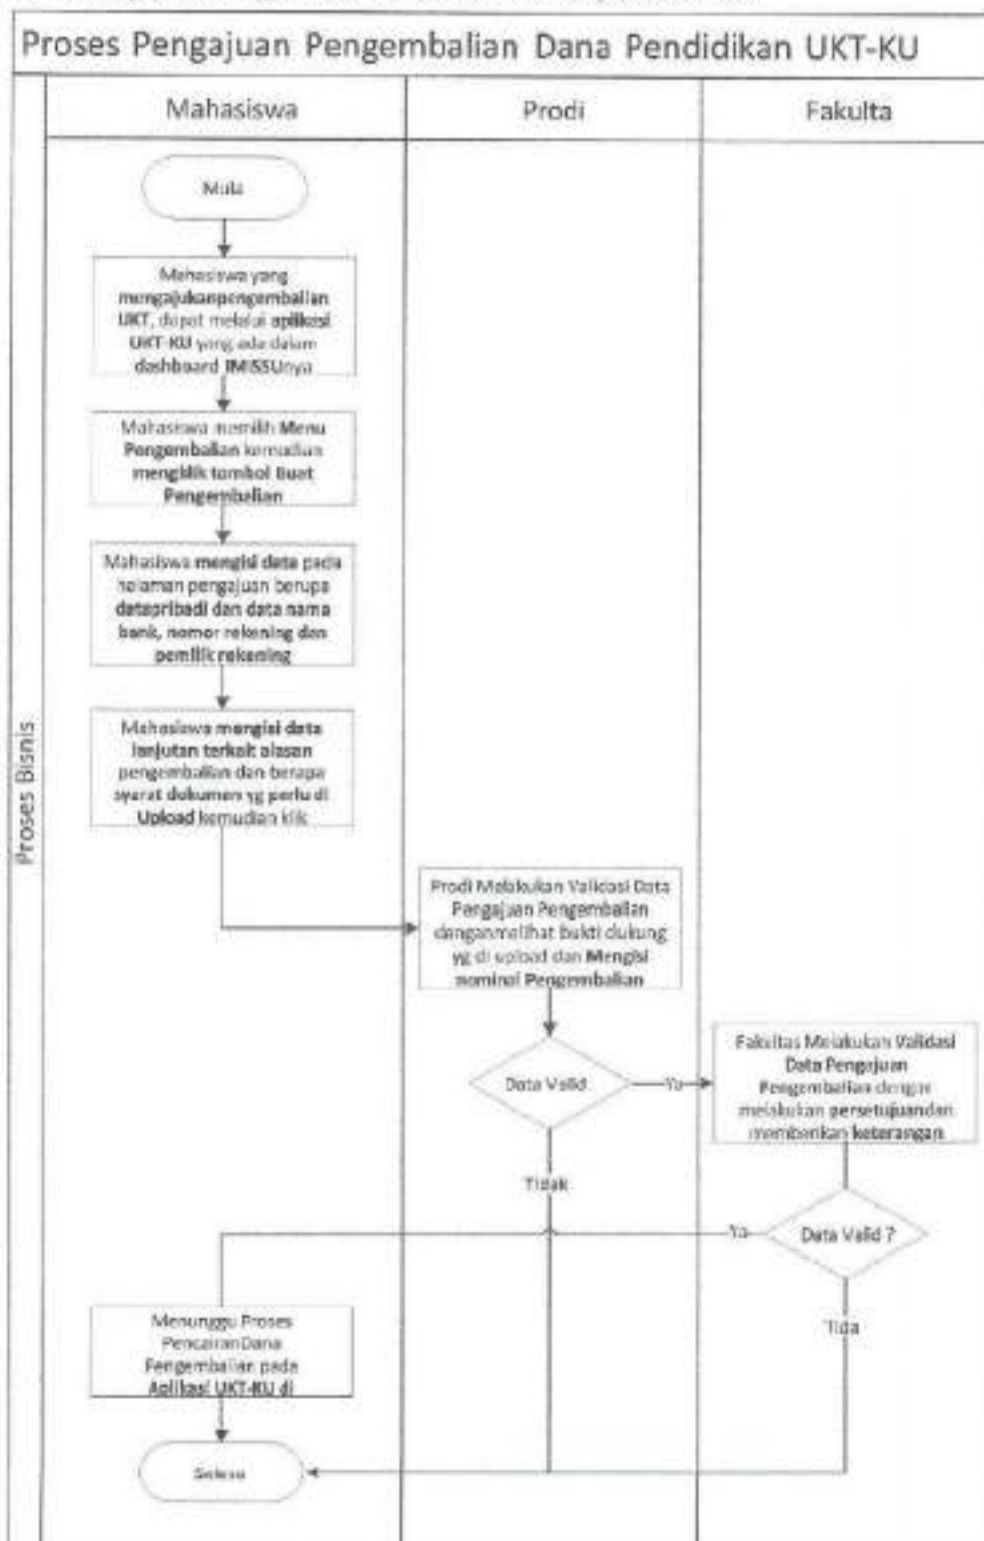 Proses Pengajuan Pengembalian Dana Pendidikan UKT-KU
Mahasiswa
Prodi
Fakulta
Proses Bisnis
Mula
Mahasiswa yang
mengajukanpengembalian
UKT, dapat melalui aplikasi
UKT-KU yang ada dalam
dashboard IMISSUnya
Mahasiswa memilih Menu
Pengembalian kemudian
mengklik tombol Buat
Pengembalian
Mahasiswa mengisi data pada
halaman pengajuan berupa
datapribadi dan data nama
bank, nomor rekening dan
pemilik rekening
Mahasiswa mengisi data
lanjutan terkait alasan
pengembalian dan berapa
syarat dokumen yg perlu di
Upload kemudian klik
Prodi Melakukan Validasi Data
Pengajuan Pengembalian
denganmelihat bukti dukung
yg di upload dan Mengisi
nominal Pengembalian
Data Valid
Ya
Tidak
Fakultas Melakukan Validasi
Data Pengajuan
Pengembalian dengan
melakukan persetujuandan
memberikan keterangan
Data Valid ?
Ya
Tida
Menunggu Proses
PencairanDana
Pengembalian pada
Aplikasi UKT-KU di
Selesa